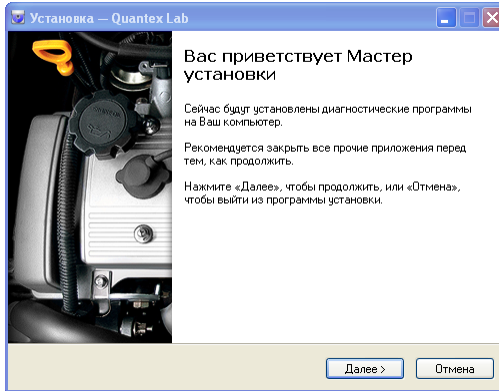 Установка — Quantex Lab
Вас приветствует Мастер
установки
Сейчас будут установлены диагностические программы
на Ваш компьютер.
Рекомендуется закрыть все прочие приложения перед
тем, как продолжить.
Нажмите «Далее», чтобы продолжить, или «Отмена»,
чтобы выйти из программы установки.
Далее >
Отмена